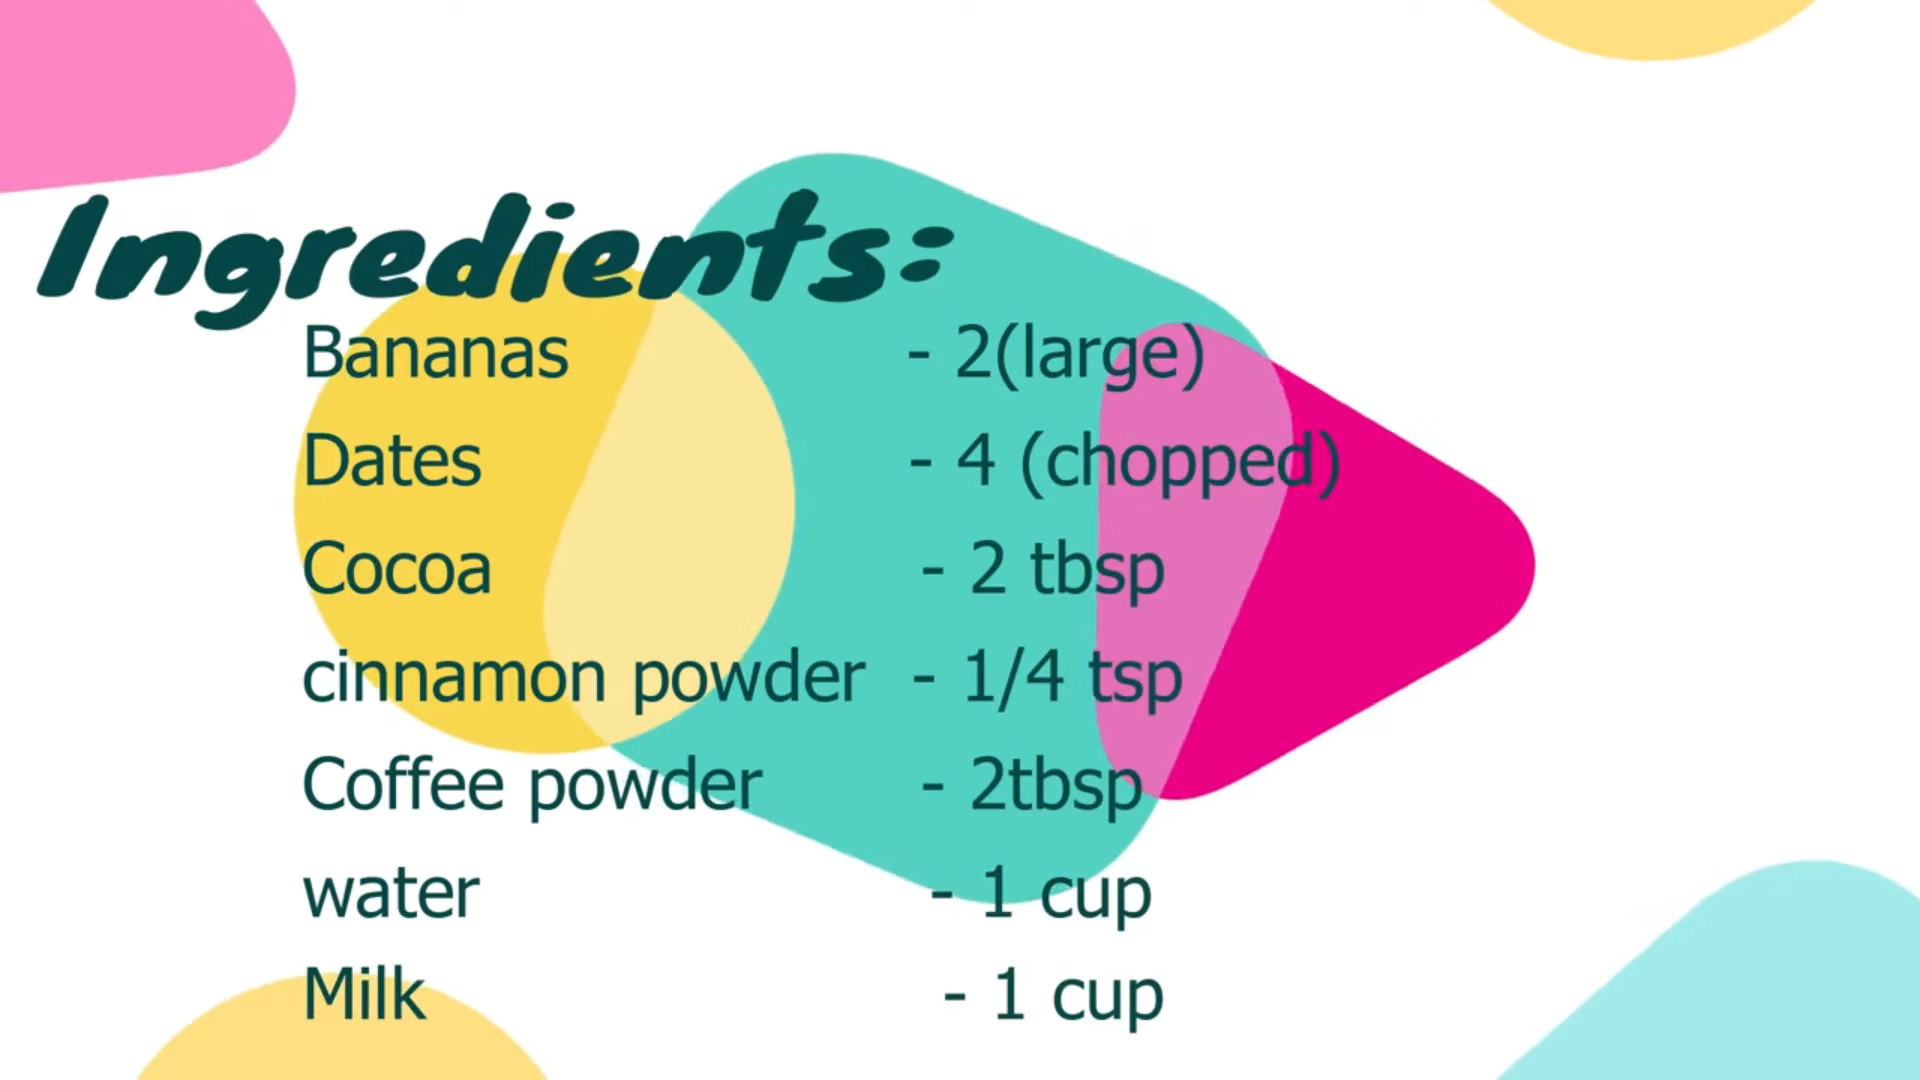 Ingredients:
Bananas - 2(large)
Dates - 4 (chopped)
Cocoa - 2 tbsp
cinnamon powder - 1/4 tsp
Coffee powder - 2tbsp
water - 1 cup
Milk - 1 cup